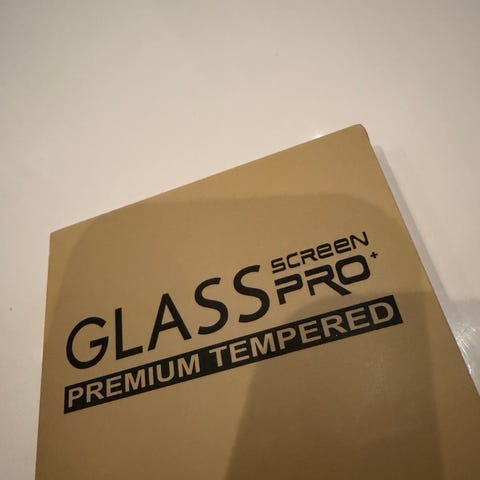 GLASS SCREEN PRO+
PREMIUM TEMPERED